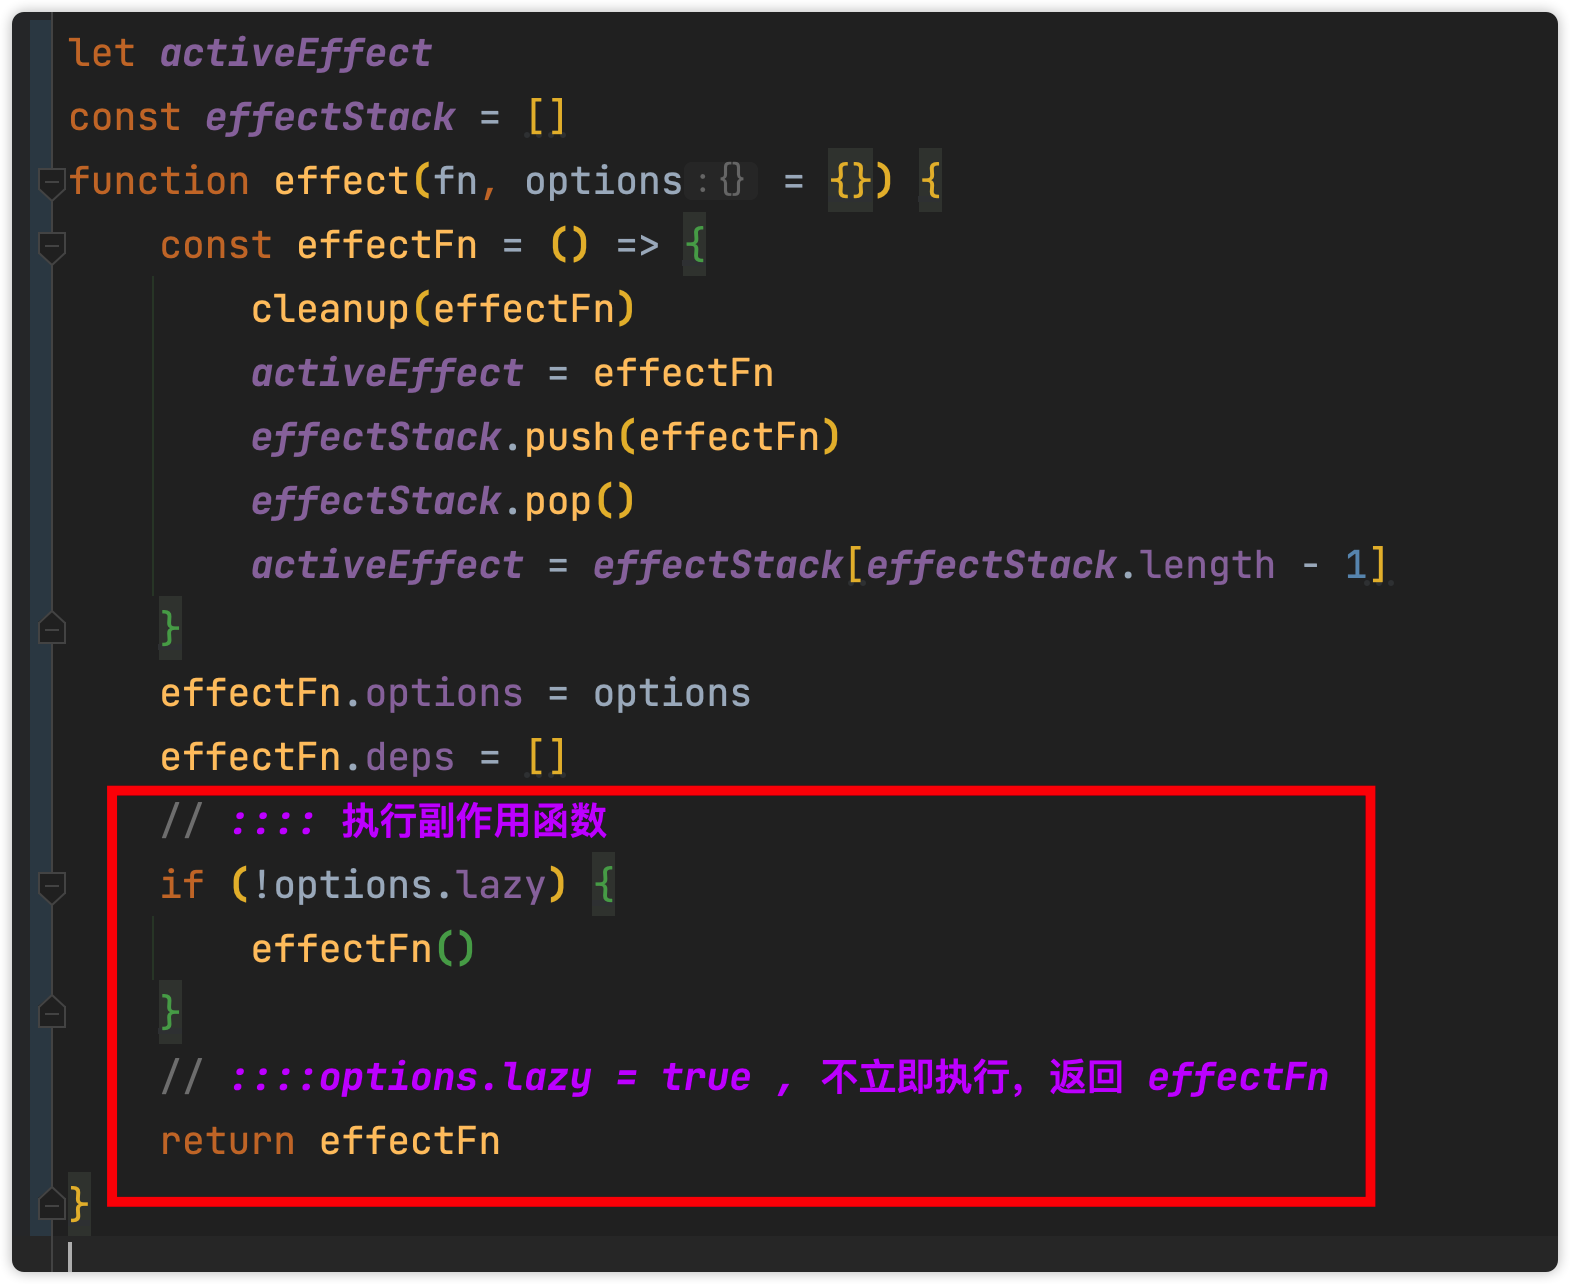 let activeEffect
const effectStack = []
function effect(fn, options : {} = {}) {
    const effectFn = () => {
        cleanup(effectFn)
        activeEffect = effectFn
        effectStack.push(effectFn)
        effectStack.pop()
        activeEffect = effectStack[effectStack.length - 1]
    }
    effectFn.options = options
    effectFn.deps = []
    // :::: 执行副作用函数
    if (!options.lazy) {
        effectFn()
    }
    // ::::options.lazy = true , 不立即执行，返回 effectFn
    return effectFn
}